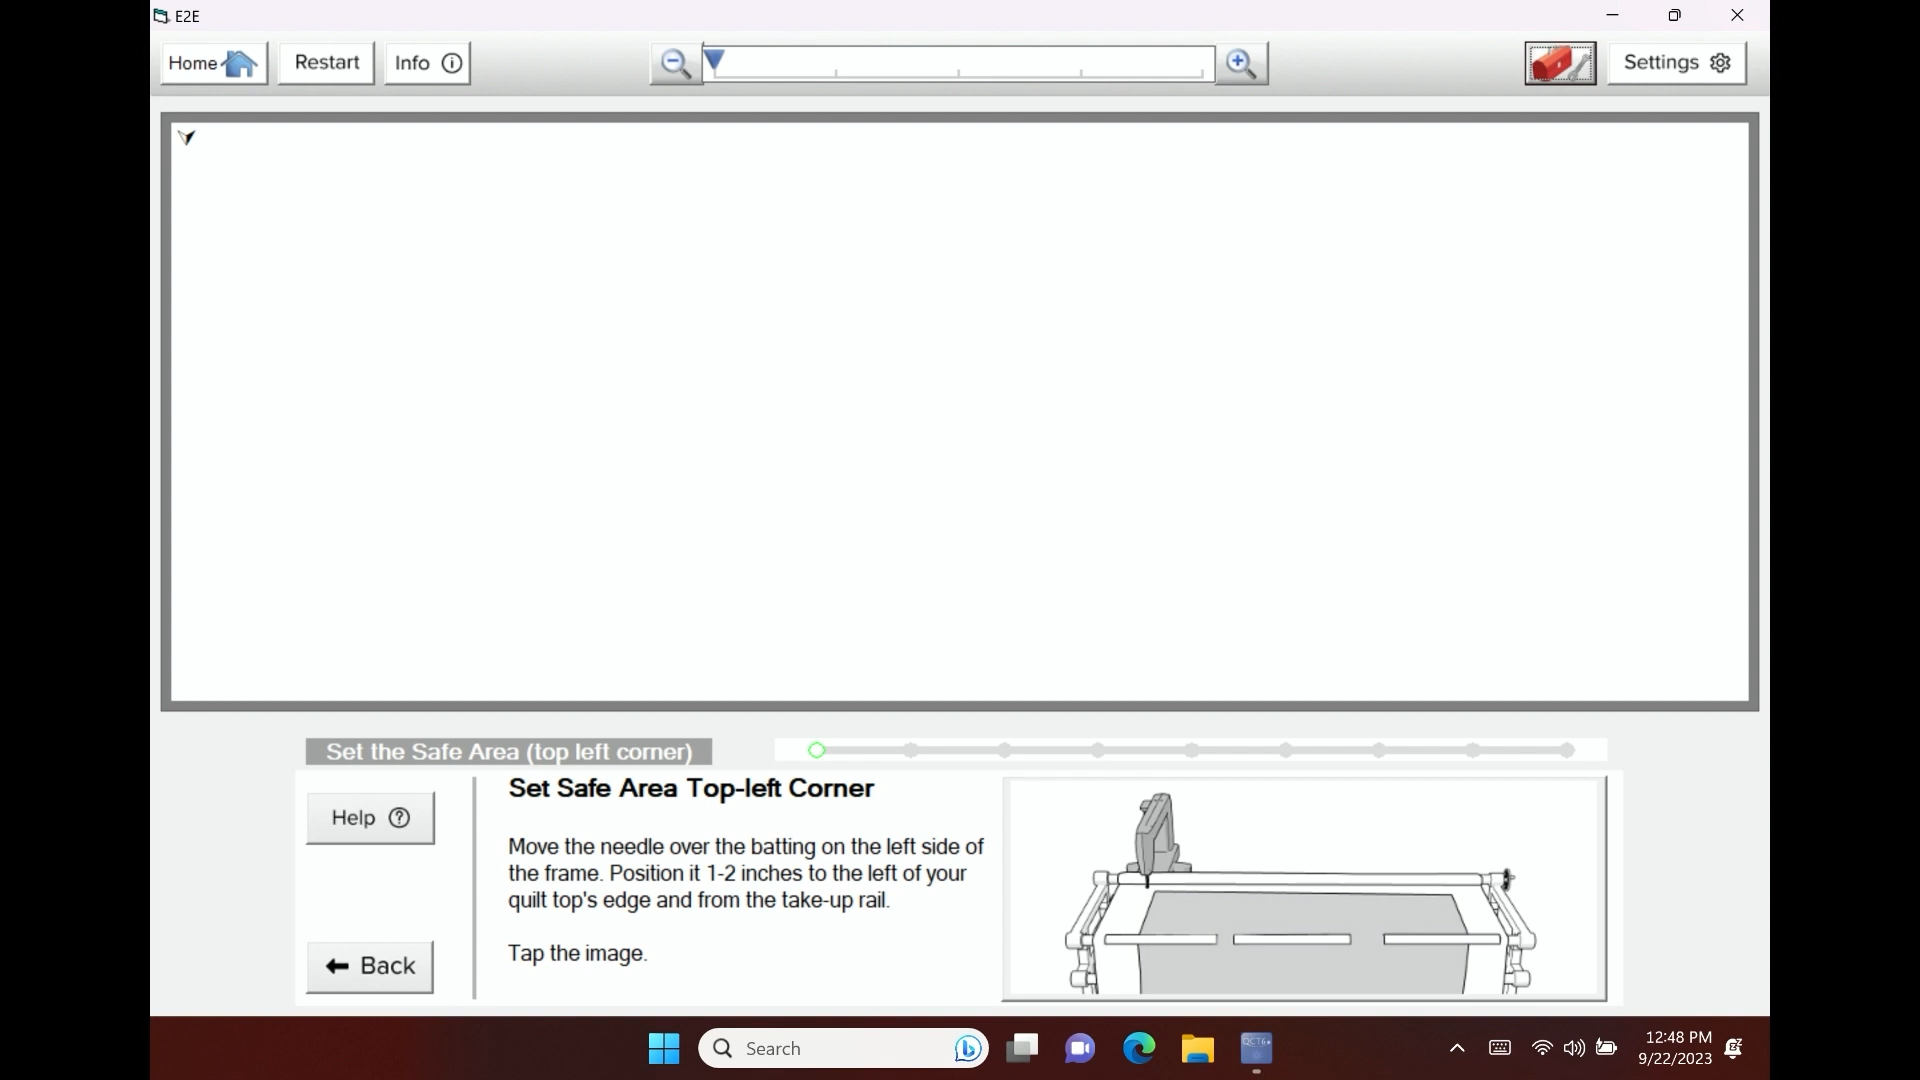 E2E
Home
Restart
Info
Settings
Set the Safe Area (top left corner)
Help
Back
Set Safe Area Top-left Corner
Move the needle over the batting on the left side of
the frame. Position it 1-2 inches to the left of your
quilt top's edge and from the take-up rail.
Tap the image.
Search
QCT6
12:48 PM
9/22/2023